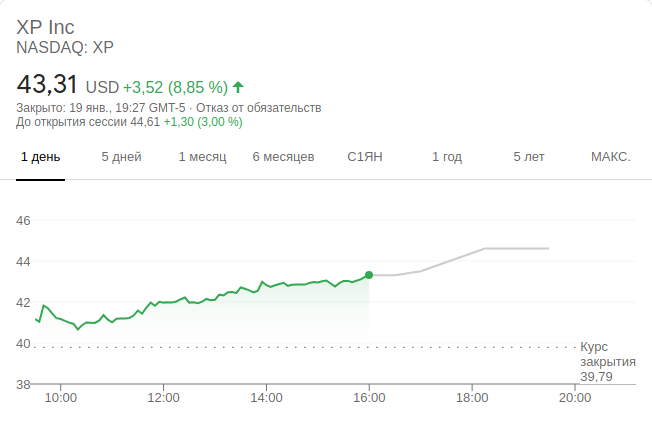 XP Inc
NASDAQ: XP
43,31 USD +3,52 (8,85 %)
Закрыто: 19 янв., 19:27 GMT-5 · Отказ от обязательств
До открытия сессии 44,61 +1,30 (3,00 %)
1 день 5 дней 1 месяц 6 месяцев С1ЯН 1 год 5 лет МАКС.
46
44
42
40
Курс
закрытия
39,79
38
10:00 12:00 14:00 16:00 18:00 20:00